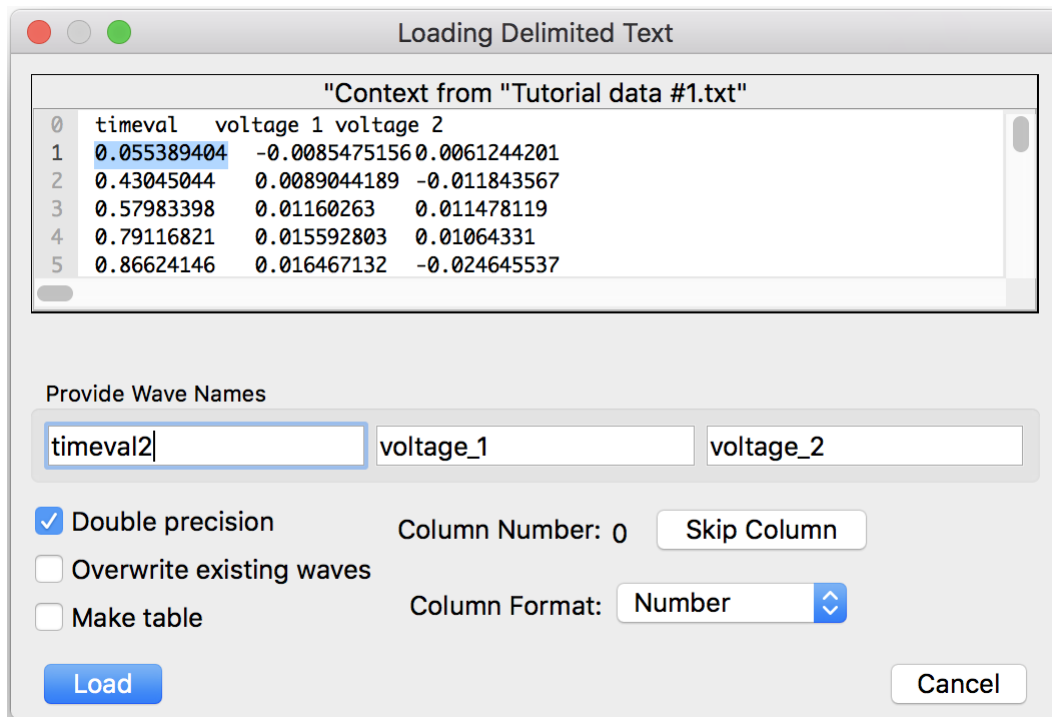 Loading Delimited Text
"Context from "Tutorial data #1.txt"
0 timeval voltage 1 voltage 2
1 0.055389404 -0.0085475156 0.0061244201
2 0.43045044 0.0089044189 -0.011843567
3 0.57983398 0.01160263 0.011478119
4 0.79116821 0.015592803 0.01064331
5 0.86624146 0.016467132 -0.024645537
Provide Wave Names
timeval2 voltage_1 voltage_2
Double precision Column Number: 0 Skip Column
Overwrite existing waves
Make table Column Format: Number
Load Cancel